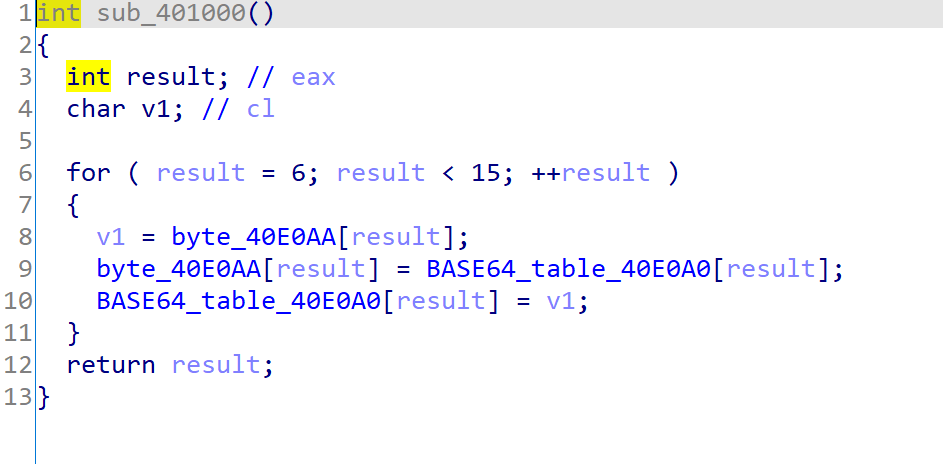 1 int sub_401000()
2 {
3   int result; // eax
4   char v1; // cl
5
6   for ( result = 6; result < 15; ++result )
7   {
8     v1 = byte_40E0AA[result];
9     byte_40E0AA[result] = BASE64_table_40E0A0[result];
10     BASE64_table_40E0A0[result] = v1;
11   }
12   return result;
13 }